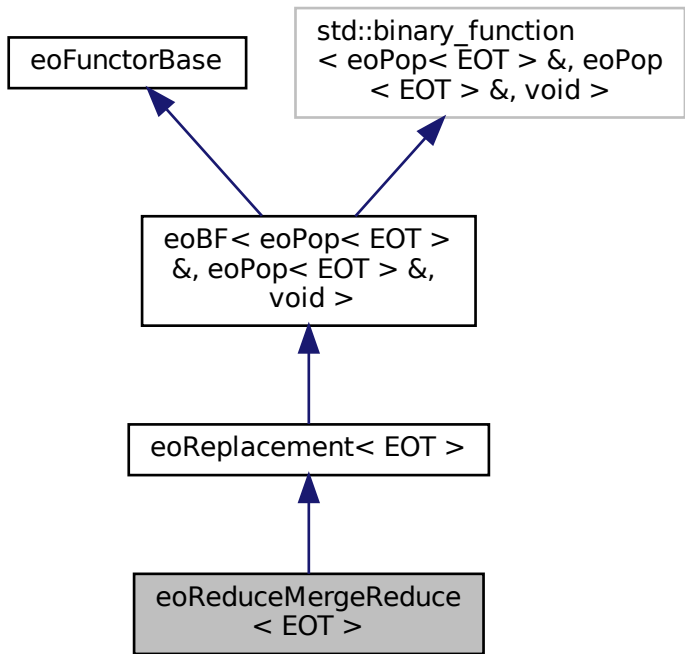 eoFunctorBase
std::binary_function
< eoPop< EOT > &, eoPop
< EOT > &, void >
eoBF< eoPop< EOT >
&, eoPop< EOT > &,
void >
eoReplacement< EOT >
eoReduceMergeReduce
< EOT >